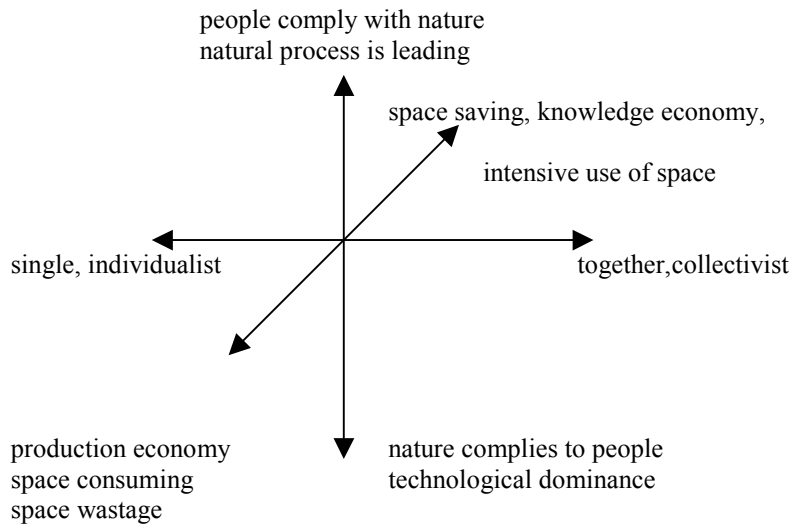 people comply with nature
natural process is leading
space saving, knowledge economy,
intensive use of space
single, individualist
together,collectivist
production economy
space consuming
space wastage
nature complies to people
technological dominance